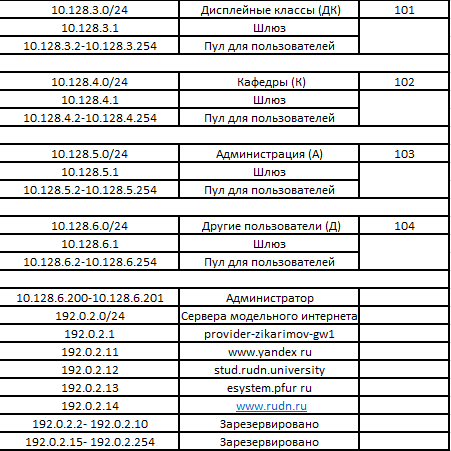 10.128.3.0/24 Дисплейные классы (ДК) 101
10.128.3.1 Шлюз
10.128.3.2-10.128.3.254 Пул для пользователей
10.128.4.0/24 Кафедры (К) 102
10.128.4.1 Шлюз
10.128.4.2-10.128.4.254 Пул для пользователей
10.128.5.0/24 Администрация (А) 103
10.128.5.1 Шлюз
10.128.5.2-10.128.5.254 Пул для пользователей
10.128.6.0/24 Другие пользователи (Д) 104
10.128.6.1 Шлюз
10.128.6.2-10.128.6.254 Пул для пользователей
10.128.6.200-10.128.6.201 Администратор
192.0.2.0/24 Сервера модельного интернета
192.0.2.1 provider-zikarimov-gw1
192.0.2.11 www.yandex ru
192.0.2.12 stud.rudn.university
192.0.2.13 esystem.pfur ru
192.0.2.14 www.rudn.ru
192.0.2.2- 192.0.2.10 Зарезервировано
192.0.2.15- 192.0.2.254 Зарезервировано